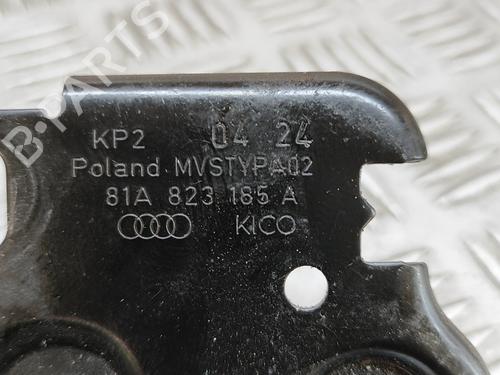 KP2 04 24
Poland MVSTYPA02
81A 823 185 A
KICO
B-PARTS